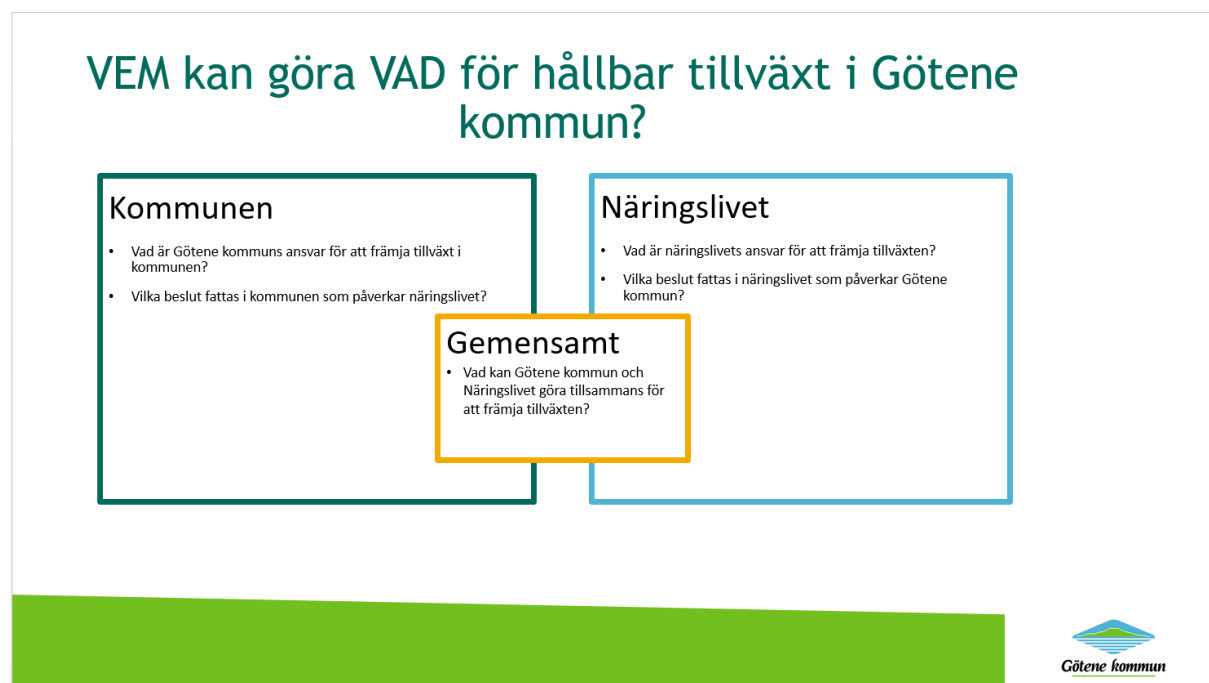 VEM kan göra VAD för hållbar tillväxt i Götene
kommun?
Kommunen
• Vad är Götene kommuns ansvar för att främja tillväxt i
kommunen?
• Vilka beslut fattas i kommunen som påverkar näringslivet?
Näringslivet
• Vad är näringslivets ansvar för att främja tillväxten?
• Vilka beslut fattas i näringslivet som påverkar Götene
kommun?
Gemensamt
• Vad kan Götene kommun och
Näringslivet göra tillsammans för
att främja tillväxten?
Götene kommun